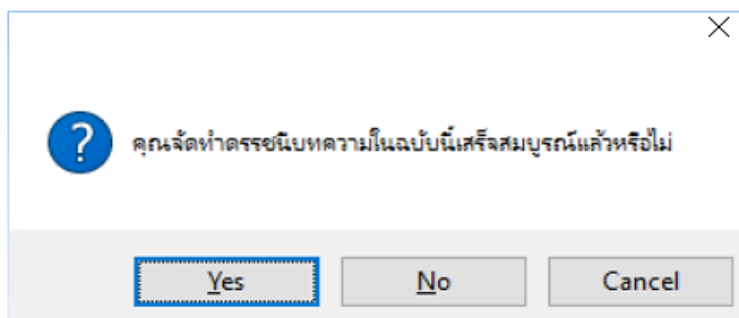 คุณจัดทำดรรชนีบทความในฉบับนี้เสร็จสมบูรณ์แล้วหรือไม่
Yes No Cancel